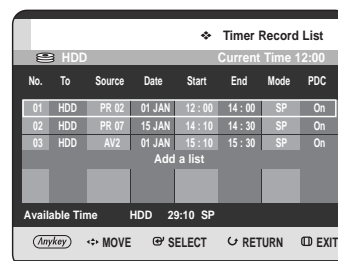 ❖ Timer Record List
HDD Current Time 12:00
No. To Source Date Start End Mode PDC
01 HDD PR 02 01 JAN 12 : 00 14 : 00 SP On
02 HDD PR 07 15 JAN 14 : 10 14 : 30 SP On
03 HDD AV2 01 JAN 15 : 10 15 : 30 SP On
Add a list
Available Time HDD 29:10 SP
Anykey MOVE SELECT RETURN EXIT